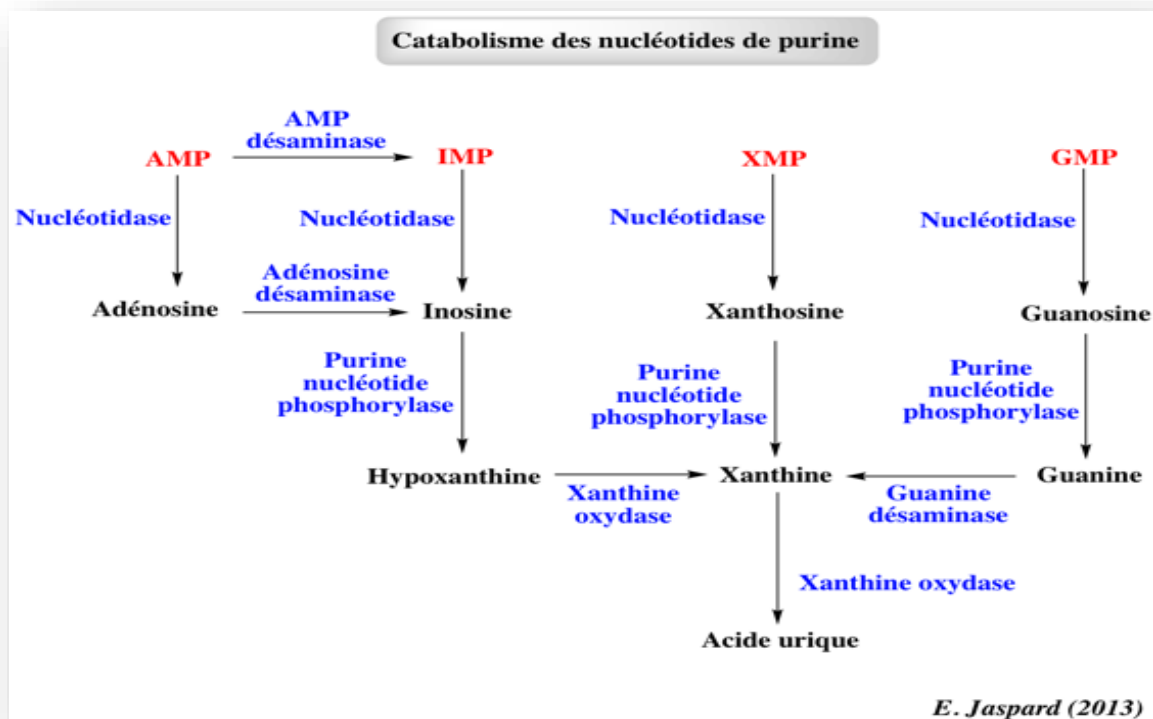 Catabolisme des nucléotides de purine
AMP
désaminase
AMP
IMP
XMP
GMP
Nucléotidase
Nucléotidase
Nucléotidase
Nucléotidase
Adénosine
désaminase
Adénosine
Inosine
Xanthosine
Guanosine
Purine
nucléotide
phosphorylase
Purine
nucléotide
phosphorylase
Purine
nucléotide
phosphorylase
Hypoxanthine
Xanthine
Guanine
Xanthine
oxydase
Guanine
désaminase
Xanthine oxydase
Acide urique
E. Jaspard (2013)